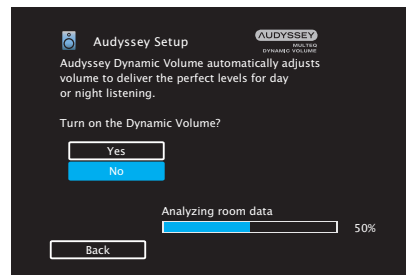 Audyssey Setup
AUDYSSEY
MULTEQ
DYNAMIC VOLUME
Audyssey Dynamic Volume automatically adjusts
volume to deliver the perfect levels for day
or night listening.
Turn on the Dynamic Volume?
Yes
No
Analyzing room data
50%
Back